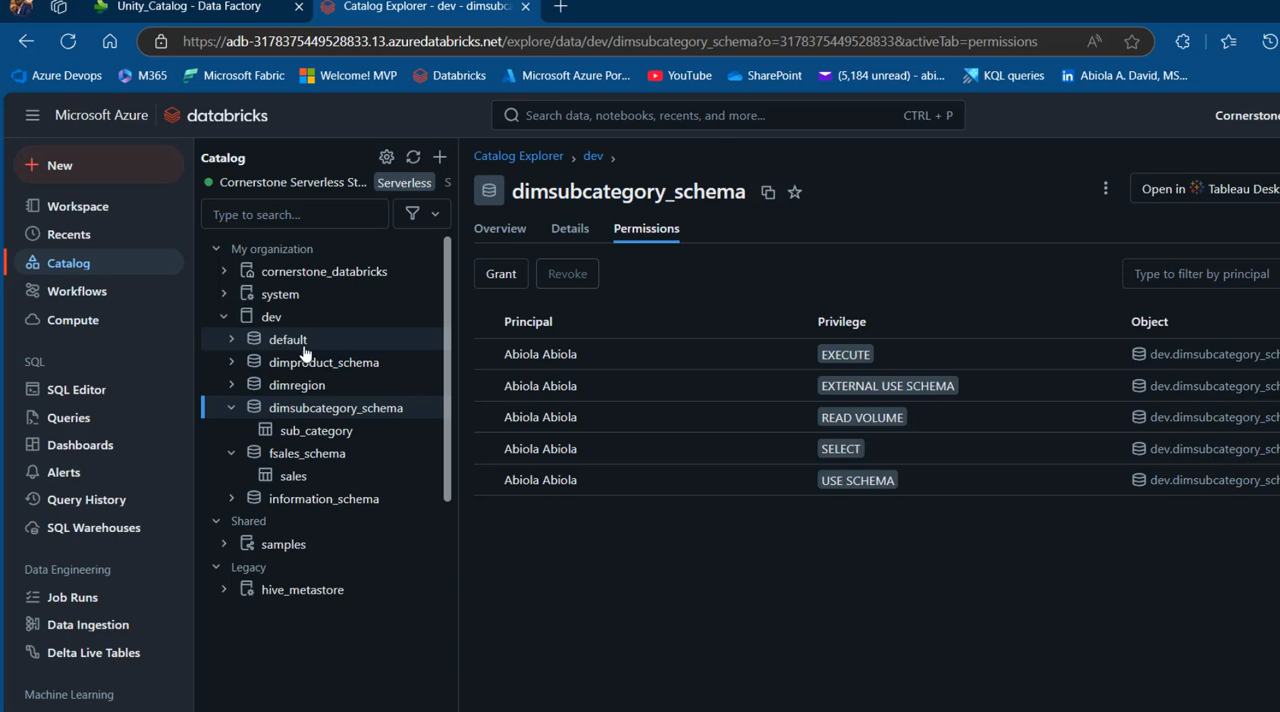 Unity_Catalog - Data Factory
Catalog Explorer - dev - dimsubc
https://adb-3178375449528833.13.azuredatabricks.net/explore/data/dev/dimsubcategory_schema?o=3178375449528833&activeTab=permissions
Azure Devops M365 Microsoft Fabric Welcome! MVP Databricks Microsoft Azure Por... YouTube SharePoint (5,184 unread) - abi... KQL queries Abiola A. David, MS...
Microsoft Azure databricks Search data, notebooks, recents, and more... CTRL + P Cornerstone
New
Workspace
Recents
Catalog
Workflows
Compute
SQL
SQL Editor
Queries
Dashboards
Alerts
Query History
SQL Warehouses
Data Engineering
Job Runs
Data Ingestion
Delta Live Tables
Machine Learning
Catalog
Cornerstone Serverless St... Serverless S
Type to search...
My organization
cornerstone_databricks
system
dev
default
dimproduct_schema
dimregion
dimsubcategory_schema
sub_category
fsales_schema
sales
information_schema
Shared
samples
Legacy
hive_metastore
Catalog Explorer > dev >
dimsubcategory_schema
Open in Tableau Desk
Overview Details Permissions
Grant Revoke Type to filter by principal
Principal Privilege Object
Abiola Abiola EXECUTE dev.dimsubcategory_sch
Abiola Abiola EXTERNAL USE SCHEMA dev.dimsubcategory_sch
Abiola Abiola READ VOLUME dev.dimsubcategory_sch
Abiola Abiola SELECT dev.dimsubcategory_sch
Abiola Abiola USE SCHEMA dev.dimsubcategory_sch